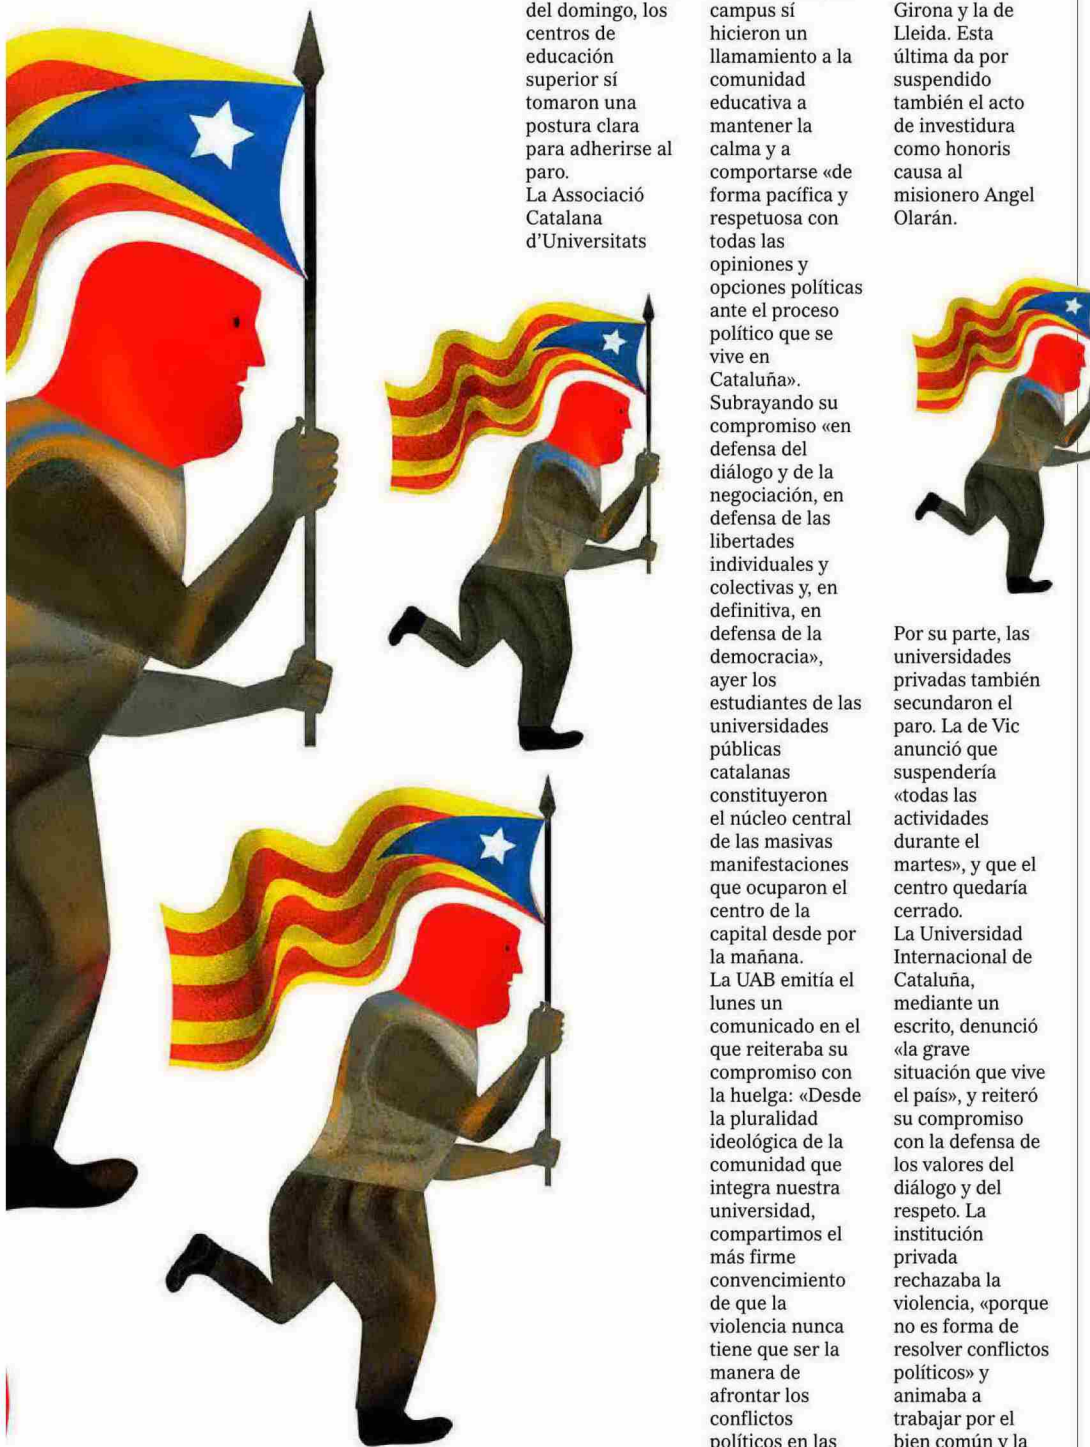 del domingo, los
centros de
educación
superior sí
tomaron una
postura clara
para adherirse al
paro.
La Associació
Catalana
d'Universitats
campus sí
hicieron un
llamamiento a la
comunidad
educativa a
mantener la
calma y a
comportarse «de
forma pacífica y
respetuosa con
todas las
opiniones y
opciones políticas
ante el proceso
político que se
vive en
Cataluña».
Subrayando su
compromiso «en
defensa del
diálogo y de la
negociación, en
defensa de las
libertades
individuales y
colectivas y, en
definitiva, en
defensa de la
democracia»,
ayer los
estudiantes de las
universidades
públicas
catalanas
constituyeron
el núcleo central
de las masivas
manifestaciones
que ocuparon el
centro de la
capital desde por
la mañana.
La UAB emitía el
lunes un
comunicado en el
que reiteraba su
compromiso con
la huelga: «Desde
la pluralidad
ideológica de la
comunidad que
integra nuestra
universidad,
compartimos el
más firme
convencimiento
de que la
violencia nunca
tiene que ser la
manera de
afrontar los
conflictos
políticos en las
Girona y la de
Lleida. Esta
última da por
suspendido
también el acto
de investidura
como honoris
causa al
misionero Angel
Olarán.
Por su parte, las
universidades
privadas también
secundaron el
paro. La de Vic
anunció que
suspendería
«todas las
actividades
durante el
martes», y que el
centro quedaría
cerrado.
La Universidad
Internacional de
Cataluña,
mediante un
escrito, denunció
«la grave
situación que vive
el país», y reiteró
su compromiso
con la defensa de
los valores del
diálogo y del
respeto. La
institución
privada
rechazaba la
violencia, «porque
no es forma de
resolver conflictos
políticos» y
animaba a
trabajar por el
bien común y la